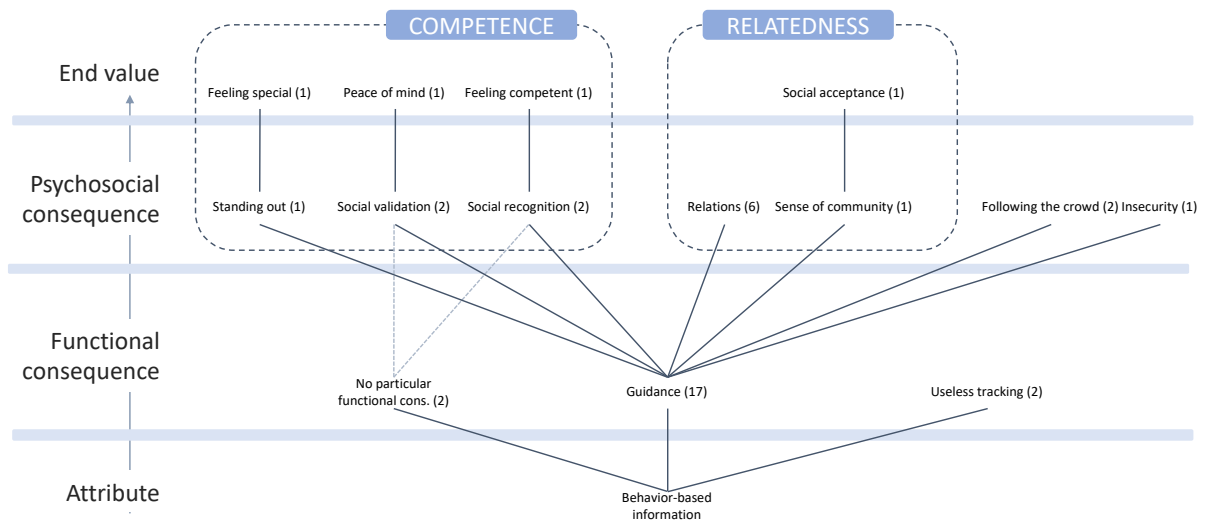 COMPETENCE
RELATEDNESS
End value
Feeling special (1)
Peace of mind (1)
Feeling competent (1)
Social acceptance (1)
Psychosocial
consequence
Standing out (1)
Social validation (2)
Social recognition (2)
Relations (6)
Sense of community (1)
Following the crowd (2)
Insecurity (1)
Functional
consequence
No particular
functional cons. (2)
Guidance (17)
Useless tracking (2)
Attribute
Behavior-based
information